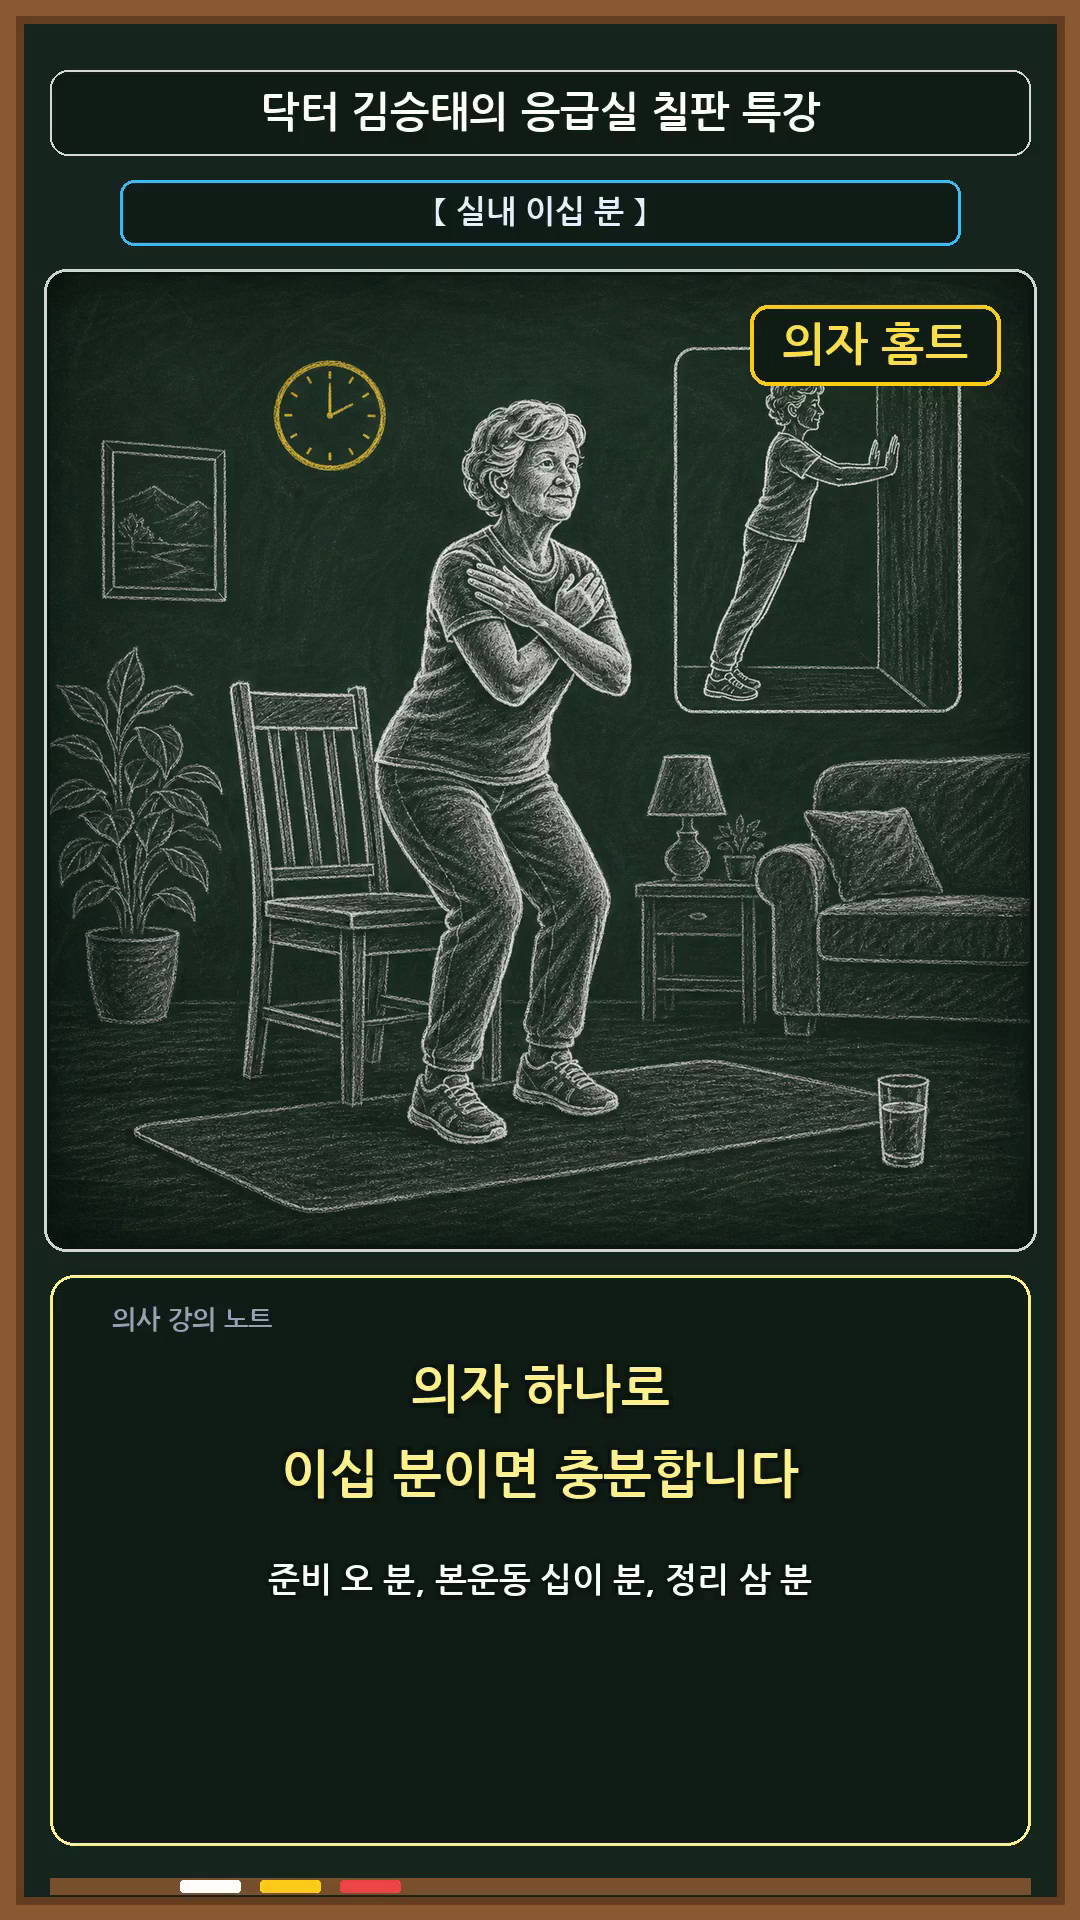 닥터 김승태의 응급실 칠판 특강
【 실내 이십 분 】
의자 홈트
의사 강의 노트
의자 하나로
이십 분이면 충분합니다
준비 오 분, 본운동 십이 분, 정리 삼 분